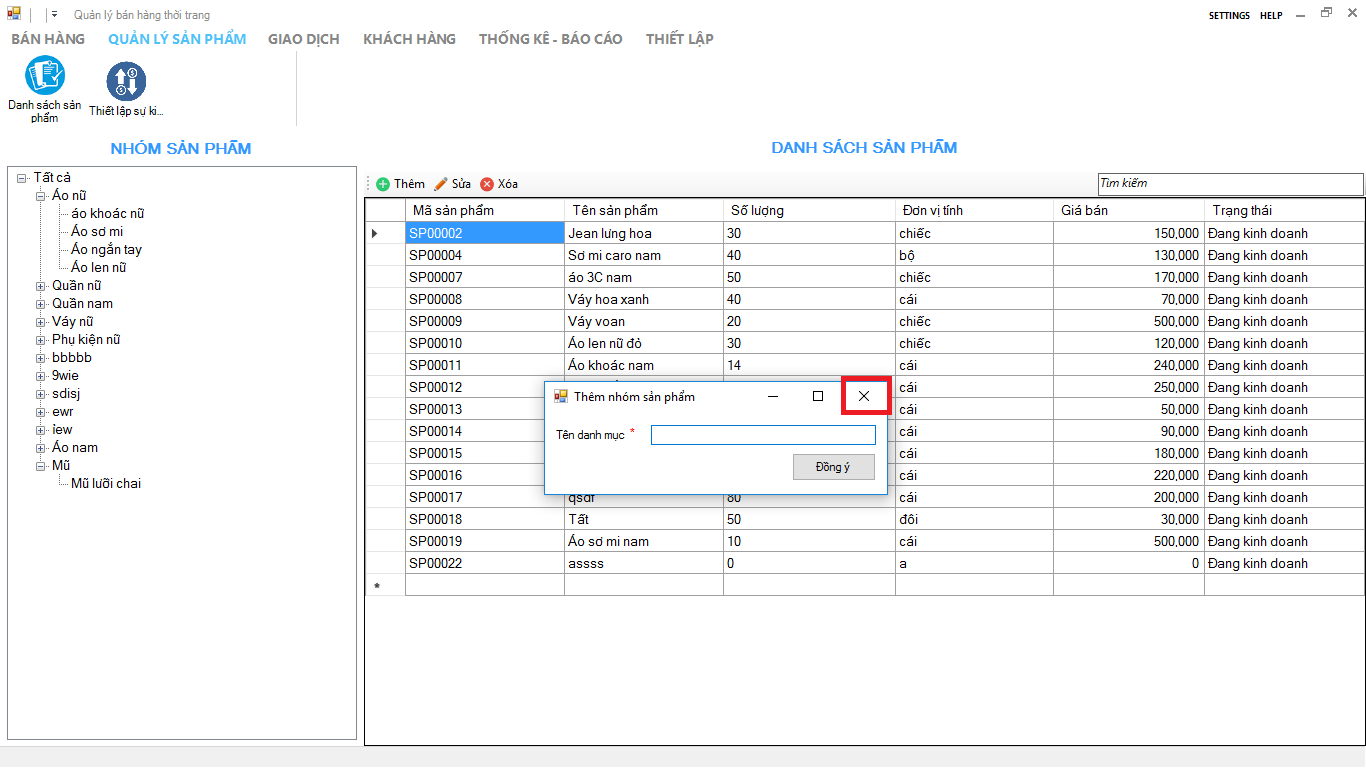 Quản lý bán hàng thời trang
SETTINGS HELP
BÁN HÀNG QUẢN LÝ SẢN PHẨM GIAO DỊCH KHÁCH HÀNG THỐNG KÊ - BÁO CÁO THIẾT LẬP
Danh sách sản phẩm
Thiết lập sự ki...
NHÓM SẢN PHẨM
Tất cả
Áo nữ
áo khoác nữ
Áo sơ mi
Áo ngắn tay
Áo len nữ
Quần nữ
Quần nam
Váy nữ
Phụ kiện nữ
bbbbb
9wie
sdisj
ewr
iew
Áo nam
Mũ
Mũ lưỡi chai
DANH SÁCH SẢN PHẨM
Thêm Sửa Xóa
Tìm kiếm
Mã sản phẩm Tên sản phẩm Số lượng Đơn vị tính Giá bán Trạng thái
SP00002 Jean lưng hoa 30 chiếc 150,000 Đang kinh doanh
SP00004 Sơ mi caro nam 40 bộ 130,000 Đang kinh doanh
SP00007 áo 3C nam 50 chiếc 170,000 Đang kinh doanh
SP00008 Váy hoa xanh 40 cái 70,000 Đang kinh doanh
SP00009 Váy voan 20 chiếc 500,000 Đang kinh doanh
SP00010 Áo len nữ đỏ 30 chiếc 120,000 Đang kinh doanh
SP00011 Áo khoác nam 14 cái 240,000 Đang kinh doanh
SP00012 cái 250,000 Đang kinh doanh
SP00013 cái 50,000 Đang kinh doanh
SP00014 cái 90,000 Đang kinh doanh
SP00015 cái 180,000 Đang kinh doanh
SP00016 cái 220,000 Đang kinh doanh
SP00017 qsdf 80 cái 200,000 Đang kinh doanh
SP00018 Tất 50 đôi 30,000 Đang kinh doanh
SP00019 Áo sơ mi nam 10 cái 500,000 Đang kinh doanh
SP00022 assss 0 a 0 Đang kinh doanh
*
Thêm nhóm sản phẩm
Tên danh mục *
Đồng ý